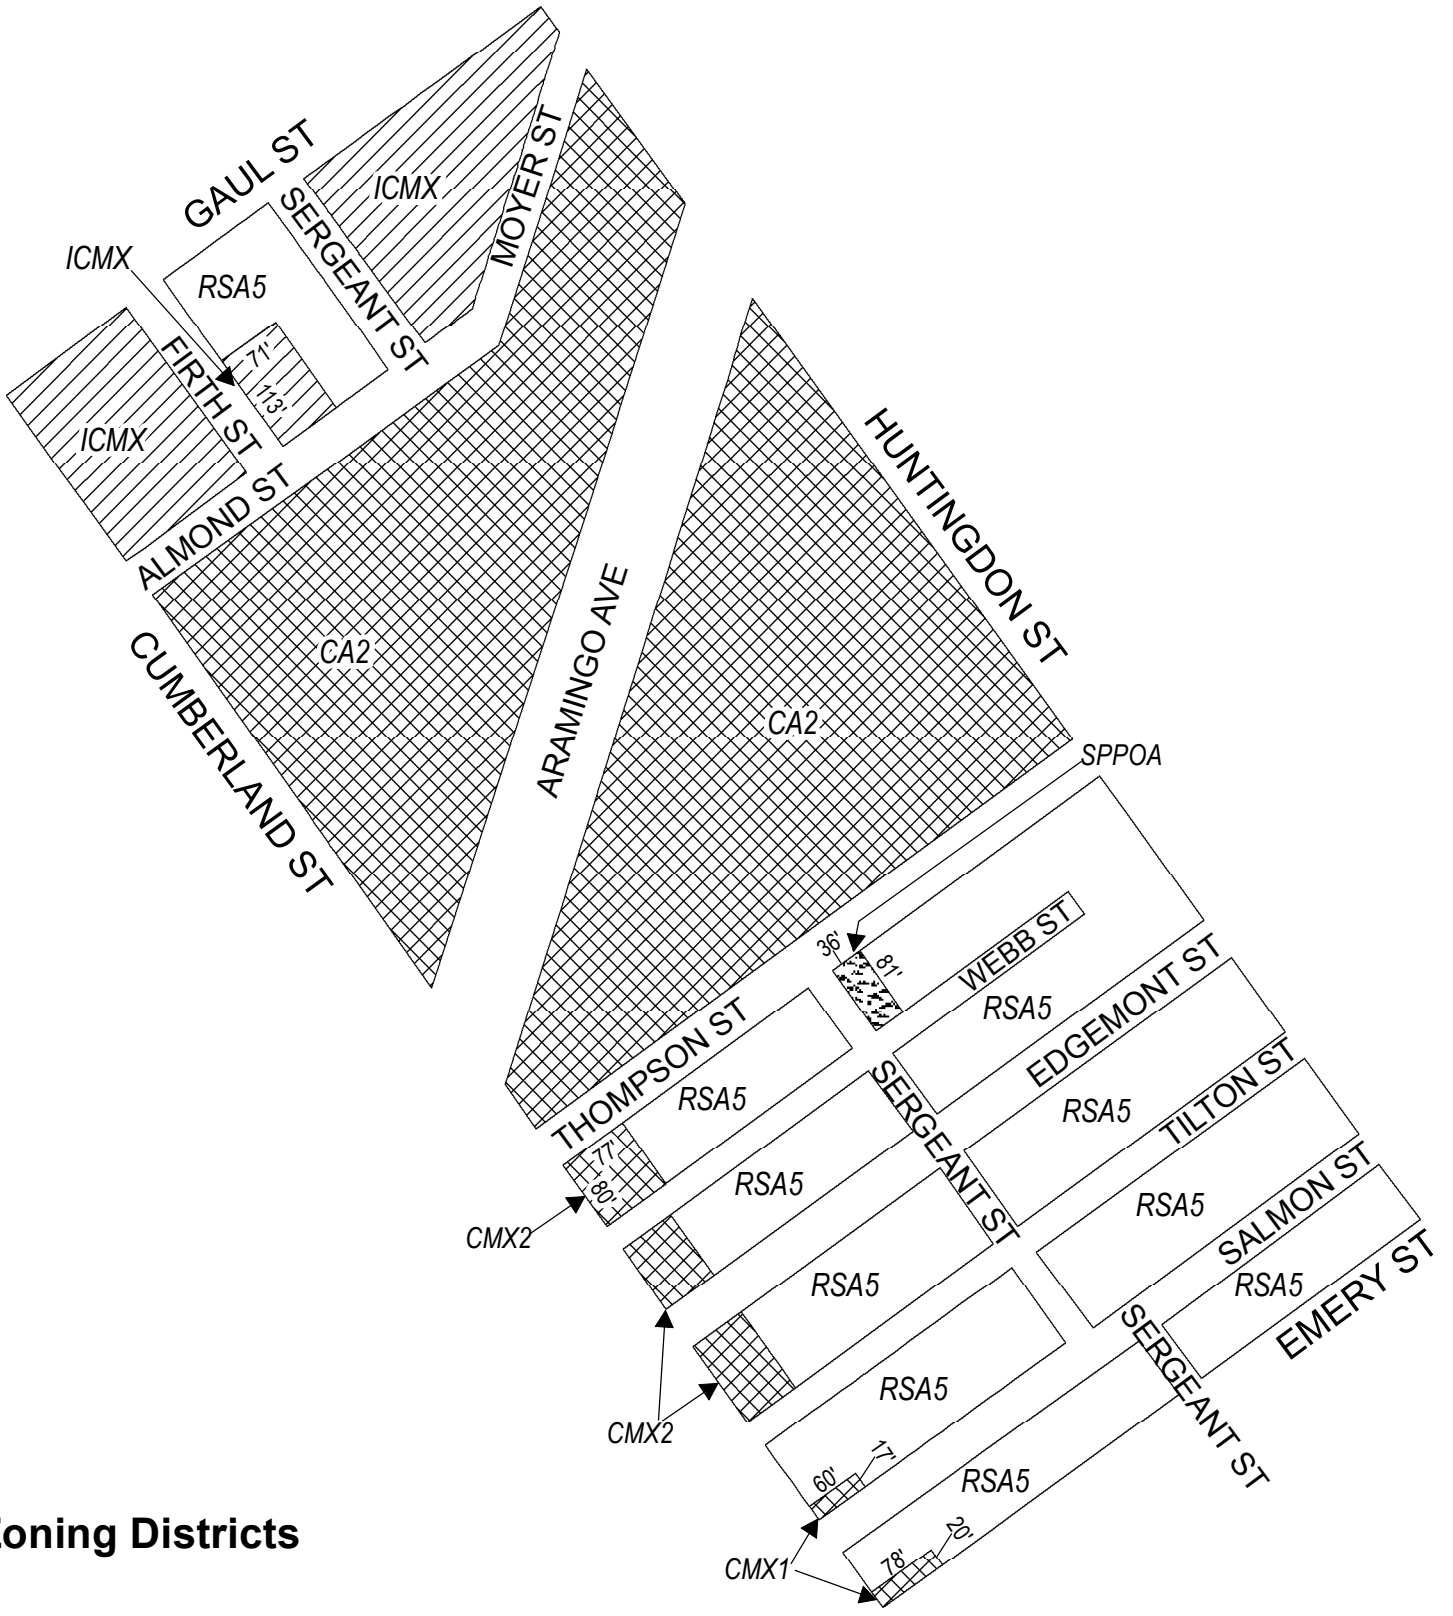 GAUL ST
MOYER ST
ICMX
SERGEANT ST
ICMX
RSA5
71'
113'
FIRTH ST
ICMX
ALMOND ST
HUNTINGDON ST
CUMBERLAND ST
CA2
ARAMINGO AVE
CA2
SPPOA
36'
81'
WEBB ST
RSA5
EDGEMONT ST
THOMPSON ST
RSA5
SERGEANT ST
RSA5
TILTON ST
77'
80'
RSA5
CMX2
RSA5
SALMON ST
RSA5
RSA5
EMERY ST
SERGEANT ST
RSA5
CMX2
60'
17'
RSA5
CMX1
78'
20'
Zoning Districts